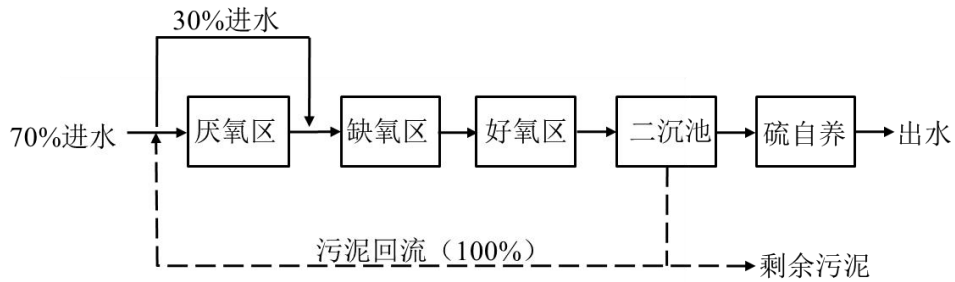 30%进水
70%进水
厌氧区
缺氧区
好氧区
二沉池
硫自养
出水
污泥回流（100%）
剩余污泥